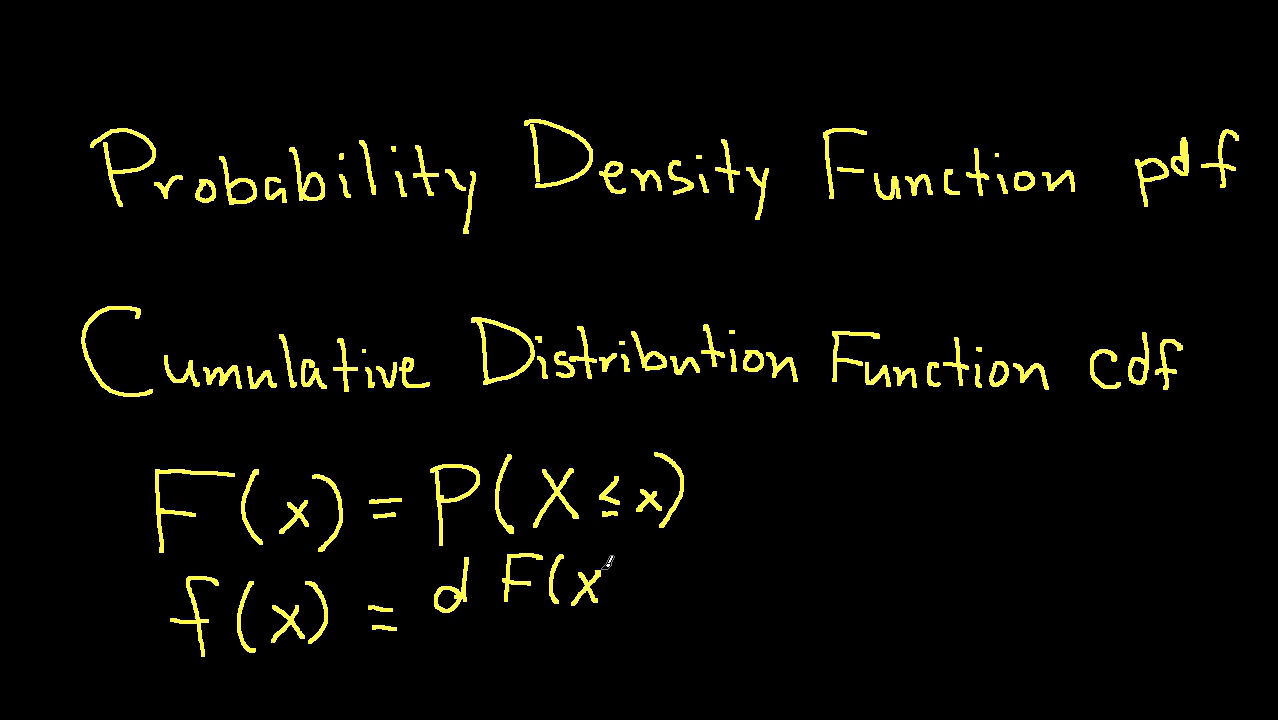 Probability Density Function pdf
Cumulative Distribution Function cdf
F(x) = P(X ≤ x)
f(x) = d F(x